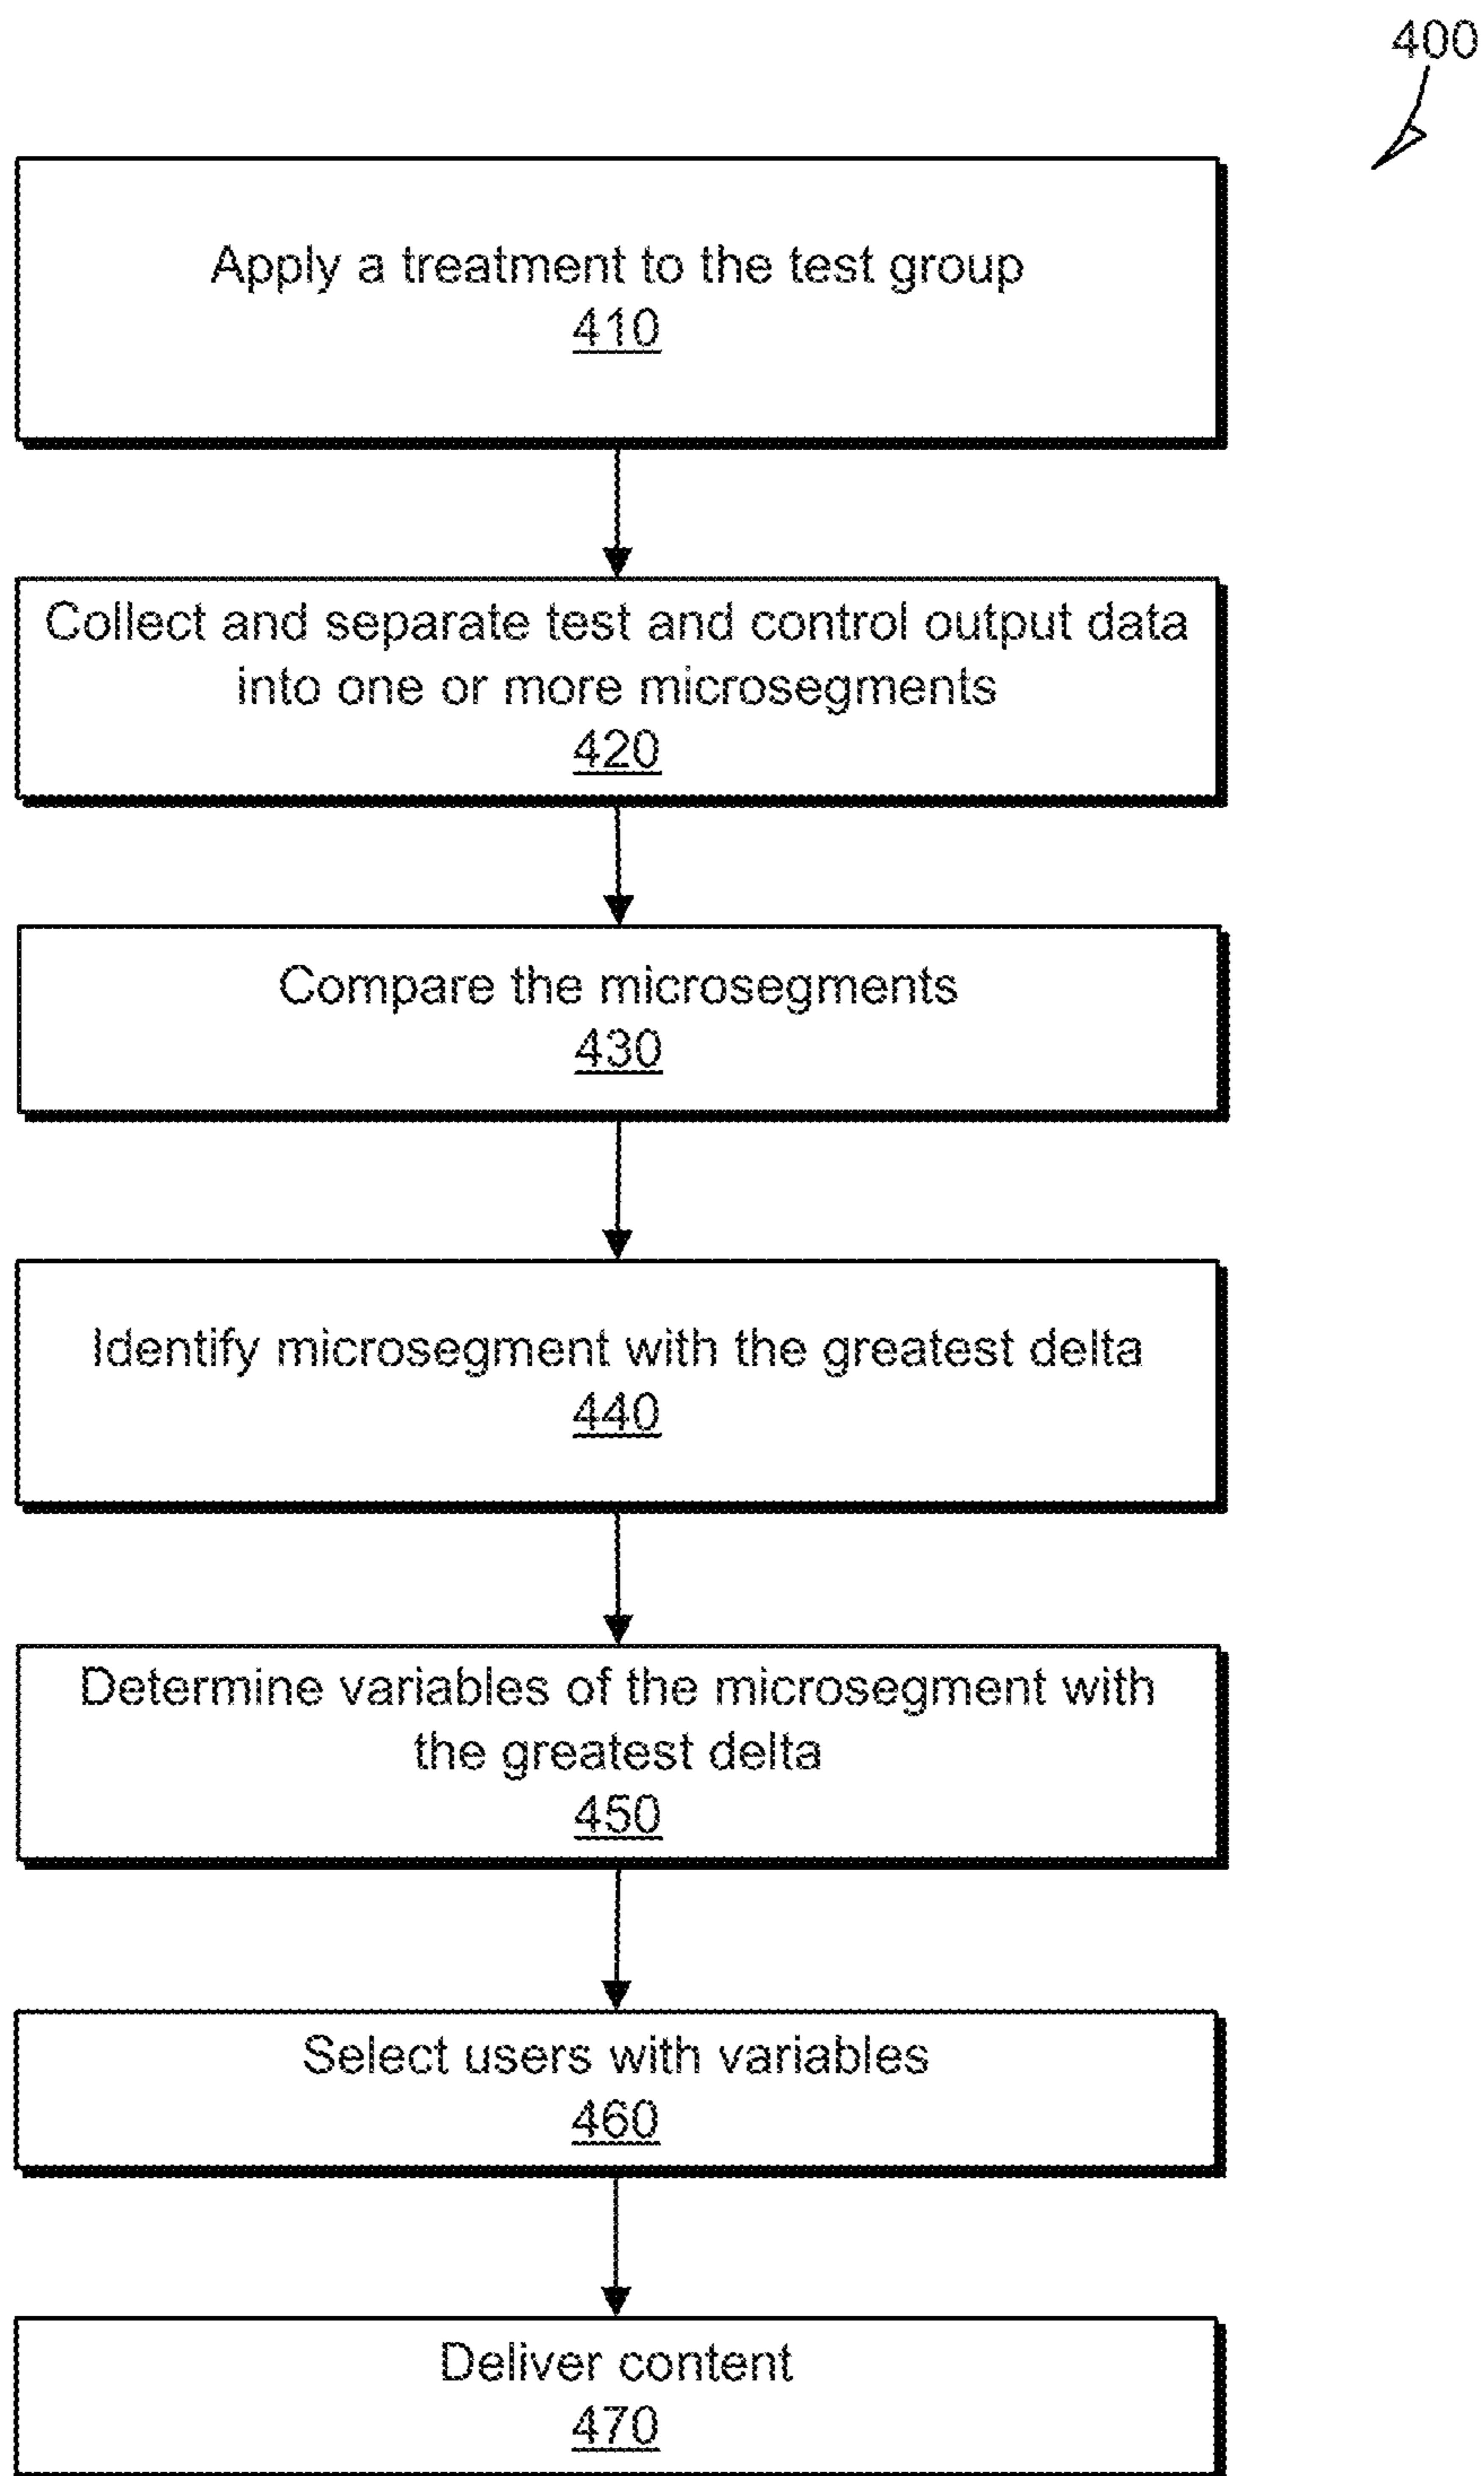 400
Apply a treatment to the test group
410
Collect and separate test and control output data
into one or more microsegments
420
Compare the microsegments
430
Identify microsegment with the greatest delta
440
Determine variables of the microsegment with
the greatest delta
450
Select users with variables
460
Deliver content
470